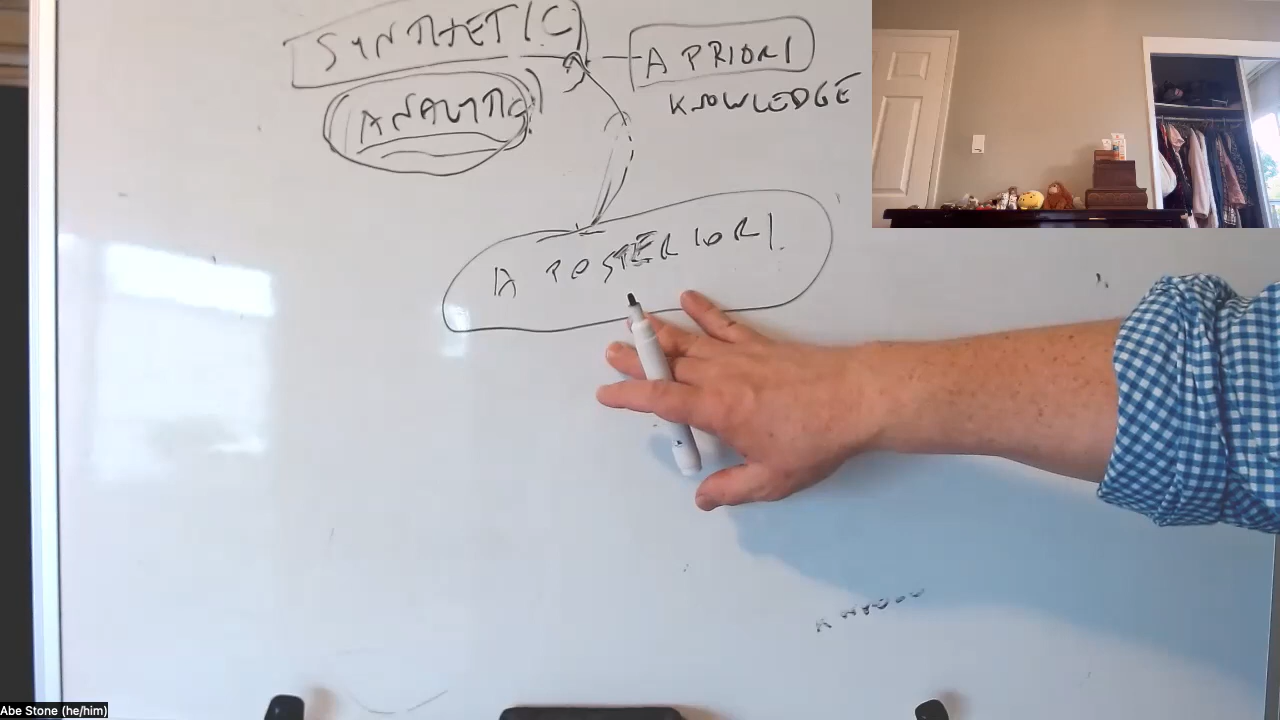 SYNTHETIC
A PRIORI
KNOWLEDGE
ANALYTIC
A POSTERIORI
Abe Stone (he/him)